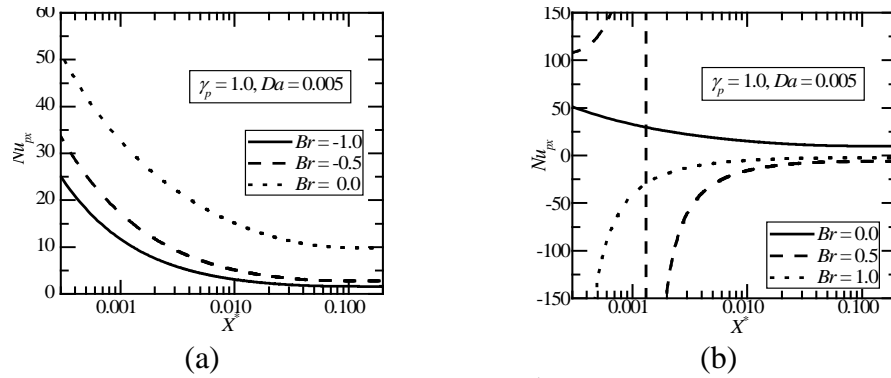 60
50
40
30
20
10
0
Nu_px
γ_p = 1.0, Da = 0.005
Br = -1.0
Br = -0.5
Br = 0.0
0.001
0.010
0.100
X*
(a)
150
100
50
0
-50
-100
-150
Nu_px
γ_p = 1.0, Da = 0.005
Br = 0.0
Br = 0.5
Br = 1.0
0.001
0.010
0.100
X*
(b)